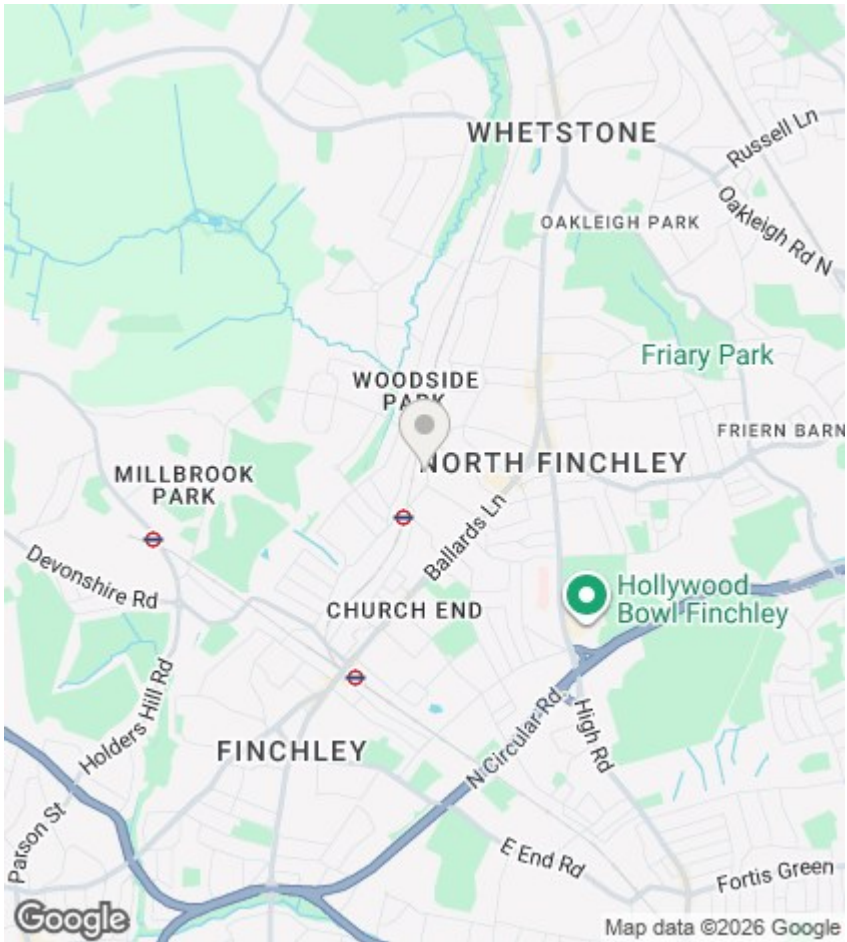 WHETSTONE
Russell Ln
OAKLEIGH PARK
Oakleigh Rd N
Friary Park
WOODSIDE
PARK
FRIERN BARN
NORTH FINCHLEY
MILLBROOK
PARK
Ballards Ln
Devonshire Rd
Hollywood
Bowl Finchley
CHURCH END
Holders Hill Rd
N Circular Rd
High Rd
FINCHLEY
Parson St
E End Rd
Fortis Green
Google
Map data ©2026 Google